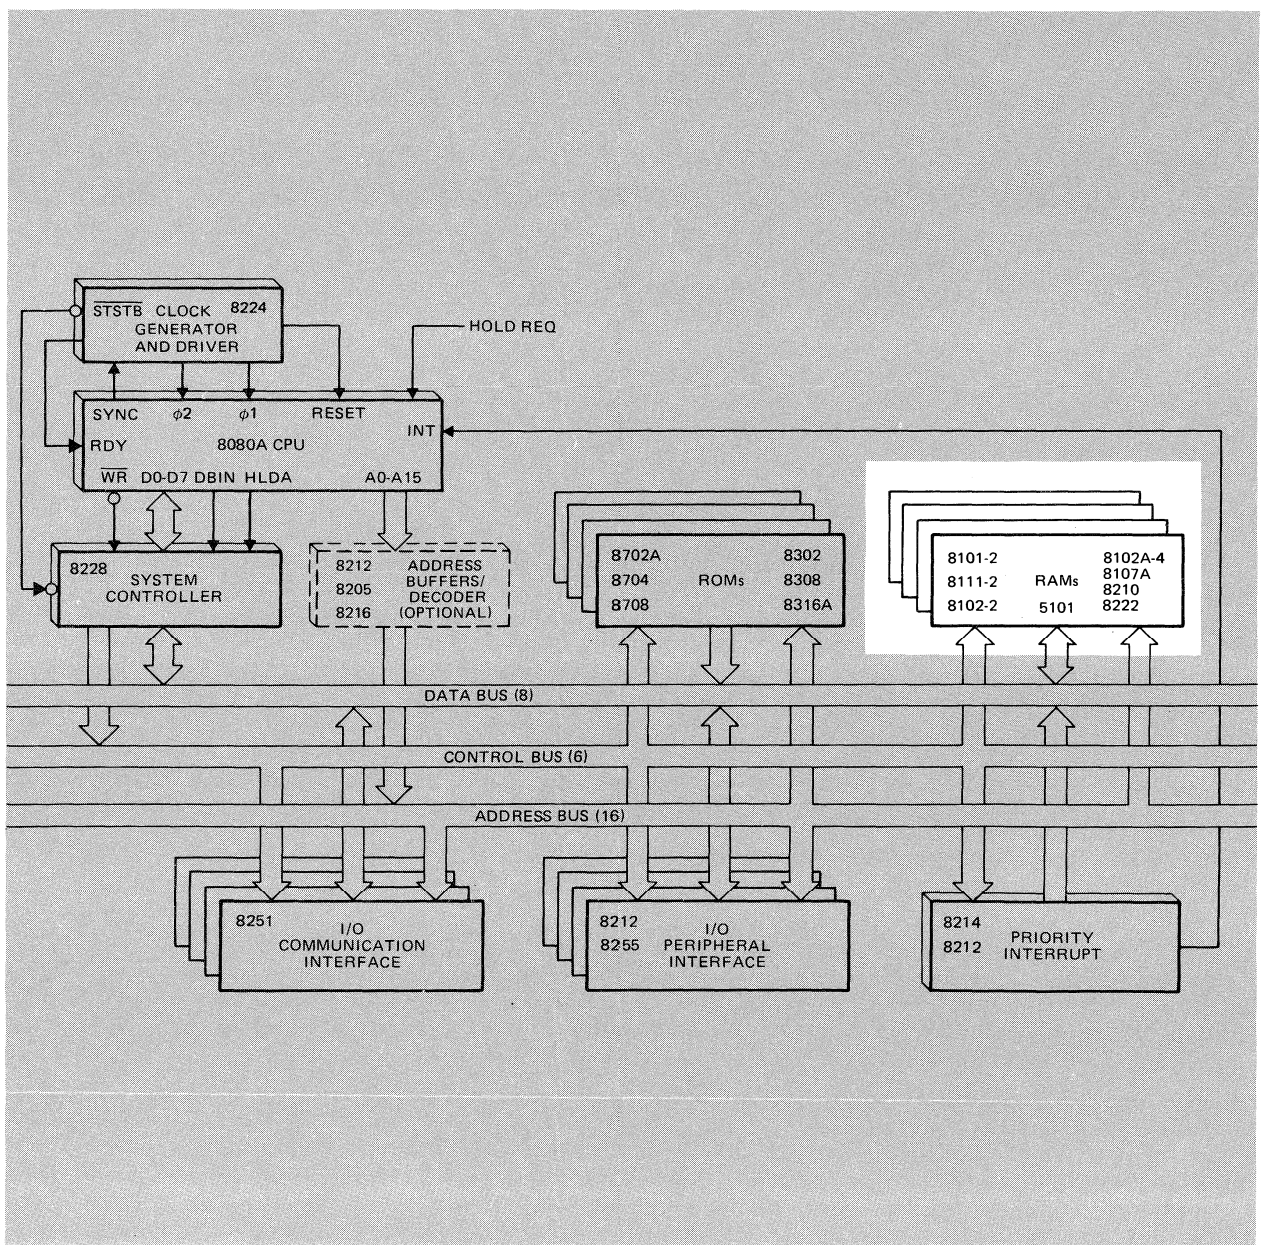 STSTB CLOCK 8224
GENERATOR
AND DRIVER
HOLD REQ
SYNC φ2 φ1 RESET
INT
RDY 8080A CPU
WR D0-D7 DBIN HLDA A0-A15
8228
SYSTEM
CONTROLLER
8212 ADDRESS
BUFFERS/
8205 DECODER
8216 (OPTIONAL)
8702A 8302
8704 ROMs 8308
8708 8316A
8101-2 8102A-4
8111-2 RAMs 8107A
8210
8102-2 5101 8222
DATA BUS (8)
CONTROL BUS (6)
ADDRESS BUS (16)
8251 I/O
COMMUNICATION
INTERFACE
8212 I/O
8255 PERIPHERAL
INTERFACE
8214 PRIORITY
8212 INTERRUPT